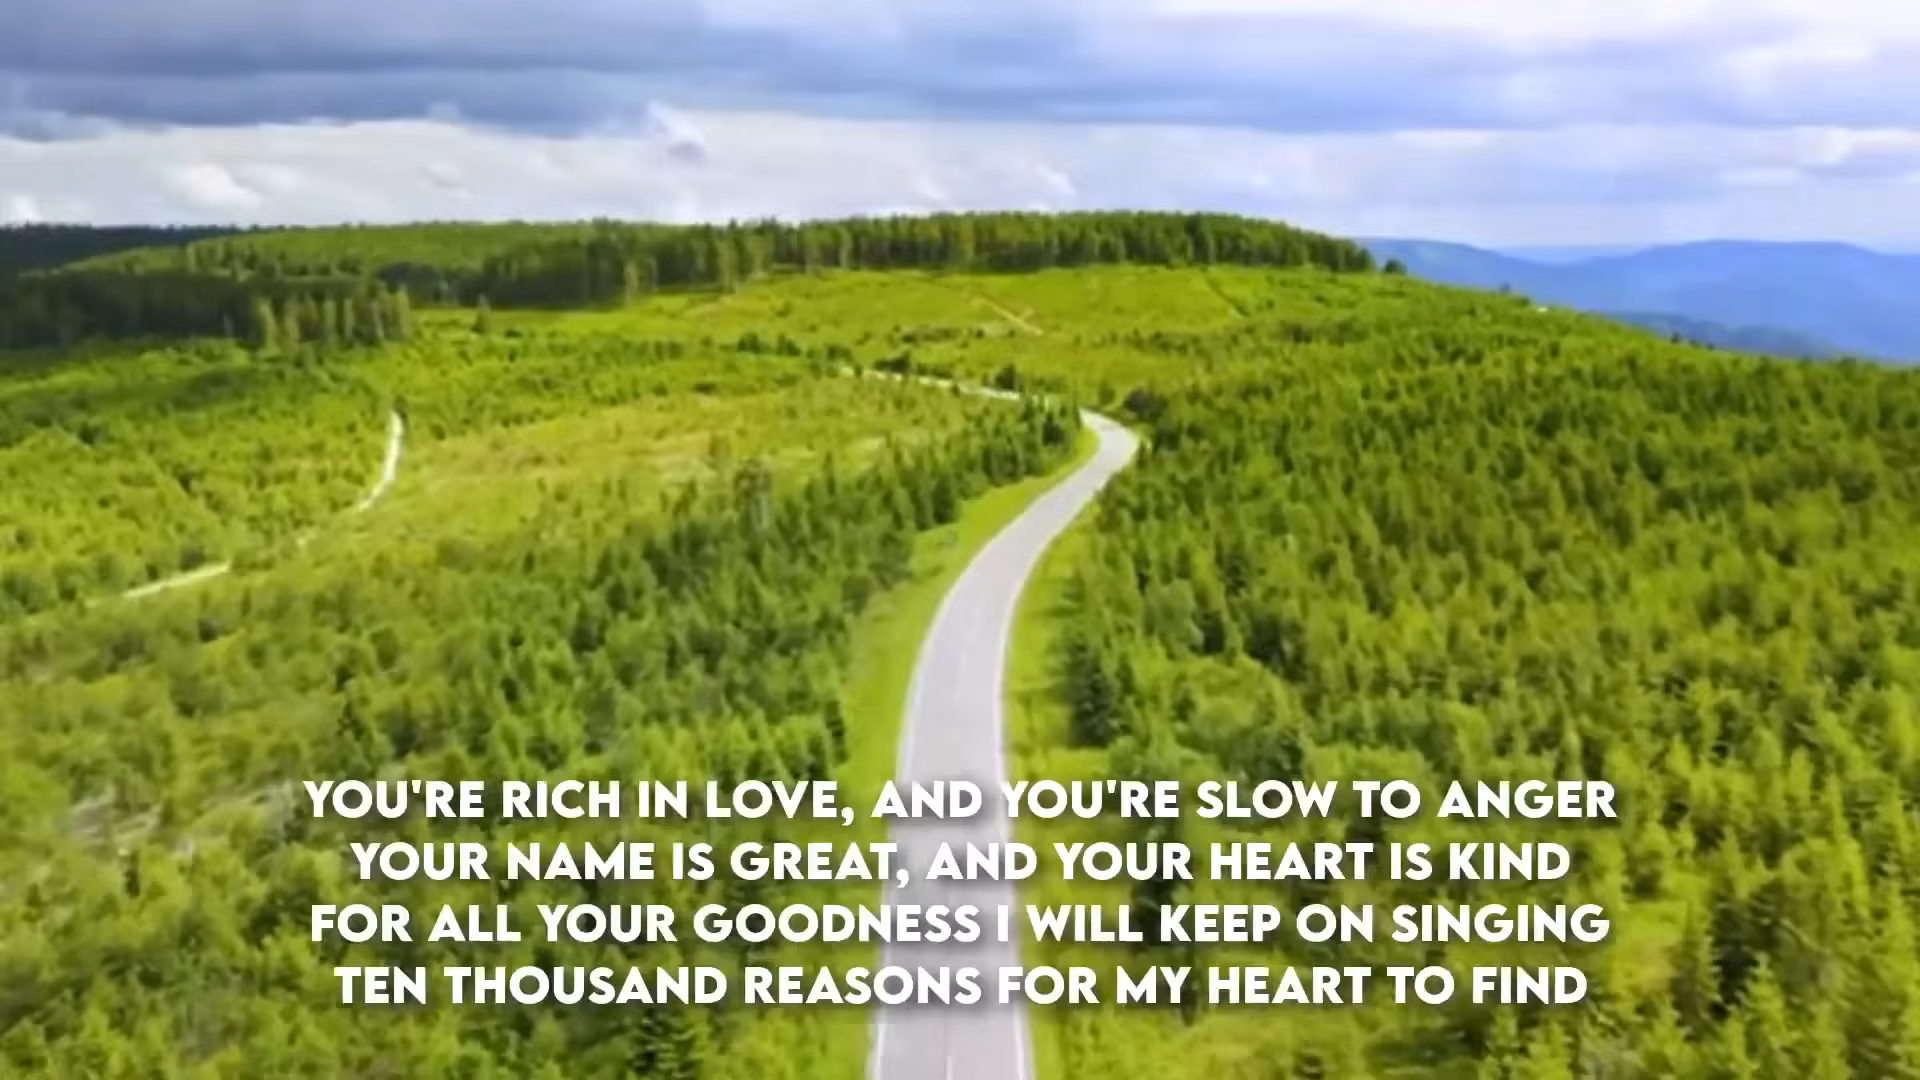 YOU'RE RICH IN LOVE, AND YOU'RE SLOW TO ANGER
YOUR NAME IS GREAT, AND YOUR HEART IS KIND
FOR ALL YOUR GOODNESS I WILL KEEP ON SINGING
TEN THOUSAND REASONS FOR MY HEART TO FIND